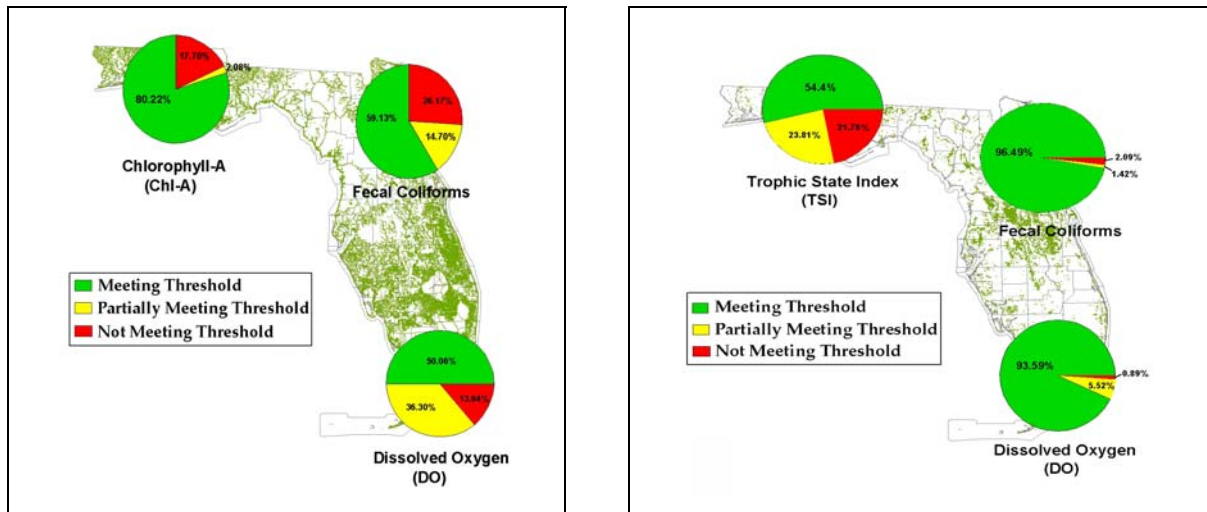 17.70%
2.08%
80.22%
Chlorophyll-A
(Chl-A)
26.17%
59.13%
14.70%
Fecal Coliforms
Meeting Threshold
Partially Meeting Threshold
Not Meeting Threshold
50.06%
13.64%
36.30%
Dissolved Oxygen
(DO)
54.4%
23.81%
21.78%
Trophic State Index
(TSI)
96.49%
2.09%
1.42%
Fecal Coliforms
Meeting Threshold
Partially Meeting Threshold
Not Meeting Threshold
93.59%
0.89%
5.52%
Dissolved Oxygen
(DO)